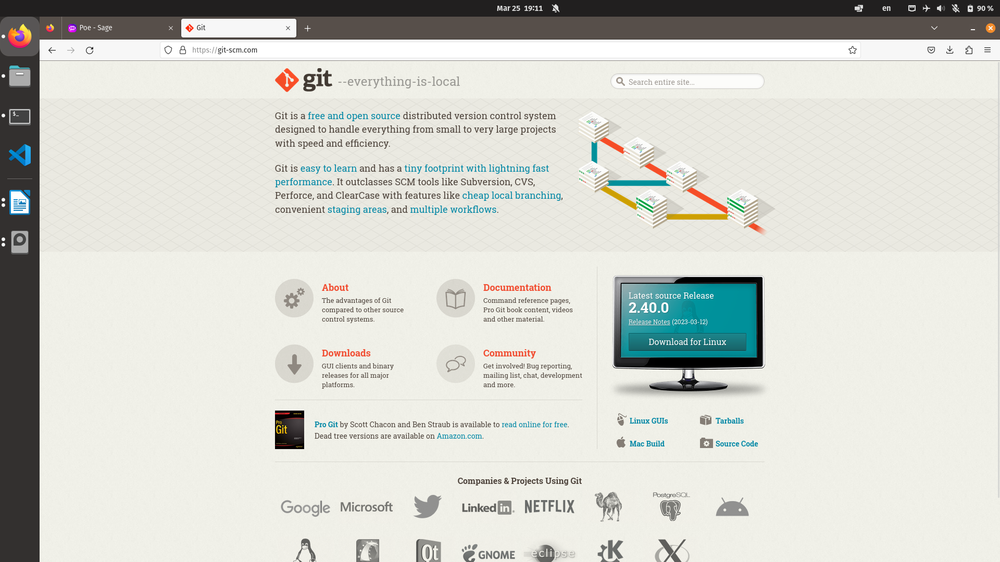 Mar 25 19:11
en
90 %
Poe - Sage
Git
https://git-scm.com
git --everything-is-local
Search entire site...
Git is a free and open source distributed version control system
designed to handle everything from small to very large projects
with speed and efficiency.
Git is easy to learn and has a tiny footprint with lightning fast
performance. It outclasses SCM tools like Subversion, CVS,
Perforce, and ClearCase with features like cheap local branching,
convenient staging areas, and multiple workflows.
About
The advantages of Git
compared to other source
control systems.
Documentation
Command reference pages,
Pro Git book content, videos
and other material.
Downloads
GUI clients and binary
releases for all major
platforms.
Community
Get involved! Bug reporting,
mailing list, chat, development
and more.
Latest source Release
2.40.0
Release Notes (2023-03-12)
Download for Linux
Pro
Git
Pro Git by Scott Chacon and Ben Straub is available to read online for free.
Dead tree versions are available on Amazon.com.
Linux GUIs
Tarballs
Mac Build
Source Code
Companies & Projects Using Git
Google
Microsoft
LinkedIn
NETFLIX
PostgreSQL
Qt
GNOME
eclipse
K
X